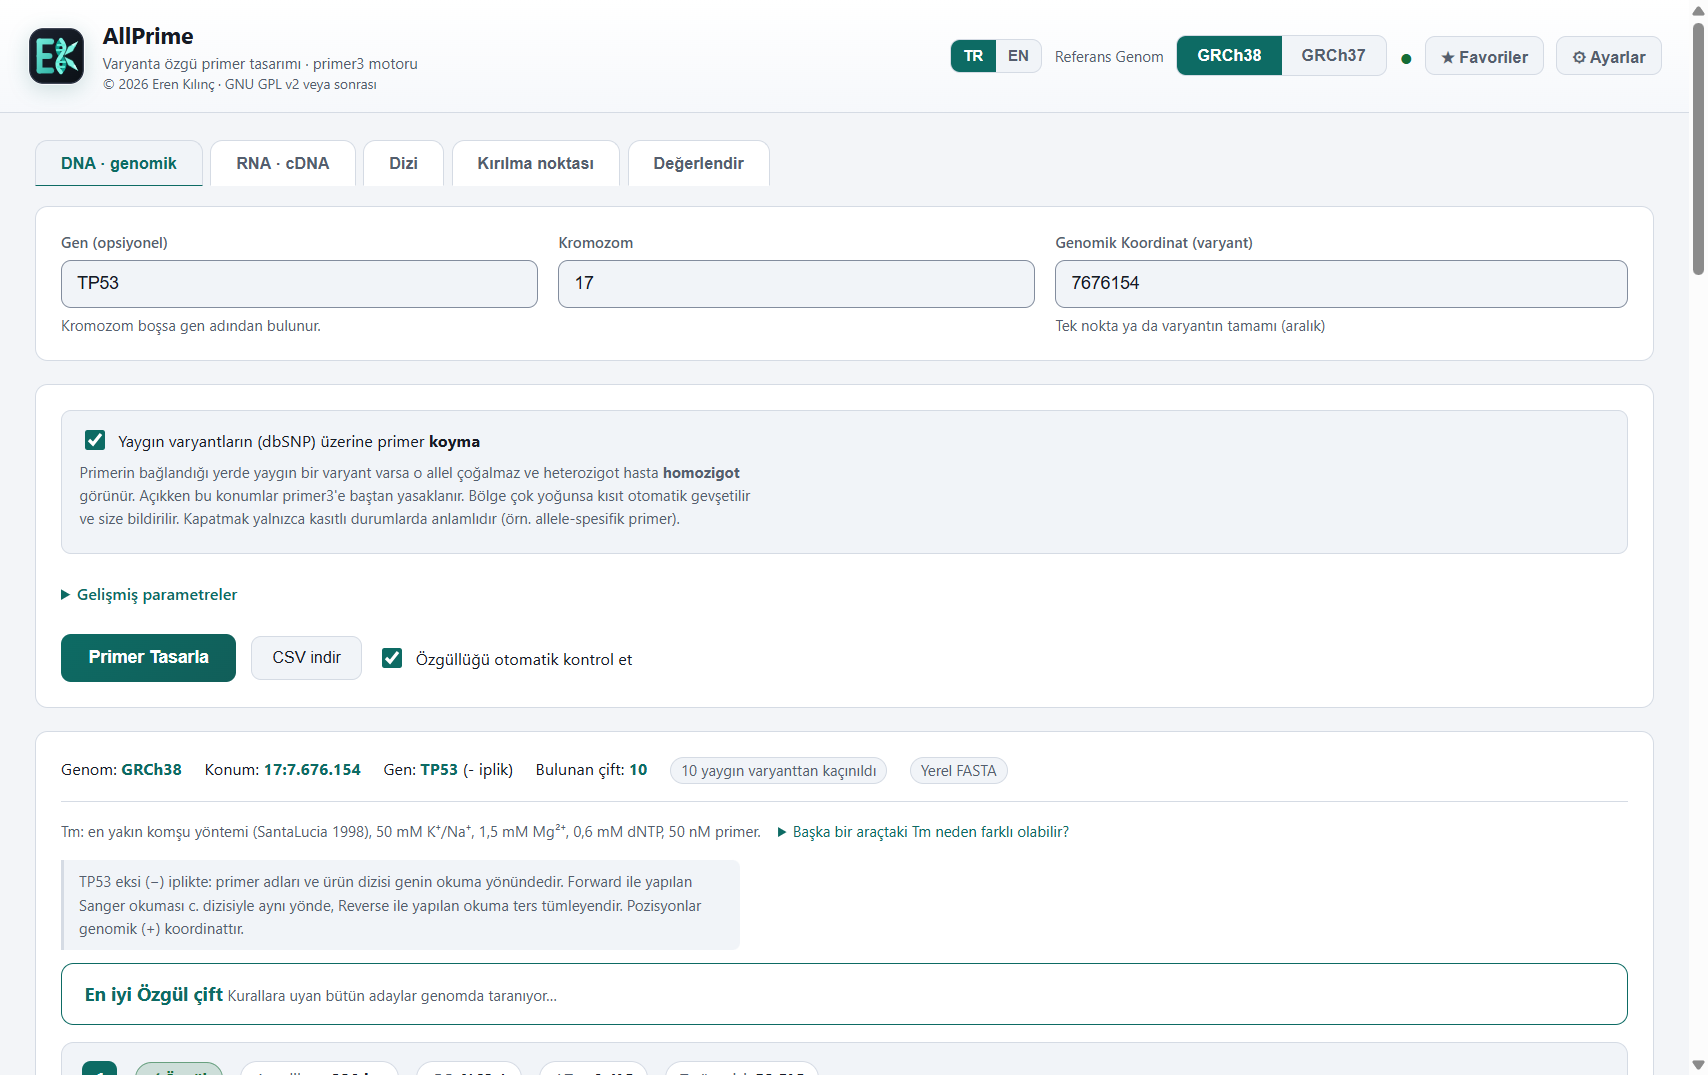 EK
AllPrime
Varyanta özgü primer tasarımı · primer3 motoru
© 2026 Eren Kılınç · GNU GPL v2 veya sonrası
TR EN Referans Genom GRCh38 GRCh37 ● ★ Favoriler ⚙ Ayarlar
DNA · genomik RNA · cDNA Dizi Kırılma noktası Değerlendir
Gen (opsiyonel) Kromozom Genomik Koordinat (varyant)
TP53 17 7676154
Kromozom boşsa gen adından bulunur. Tek nokta ya da varyantın tamamı (aralık)
Yaygın varyantların (dbSNP) üzerine primer koyma
Primerin bağlandığı yerde yaygın bir varyant varsa o allel çoğalmaz ve heterozigot hasta homozigot
görünür. Açıkken bu konumlar primer3'e baştan yasaklanır. Bölge çok yoğunsa kısıt otomatik gevşetilir
ve size bildirilir. Kapatmak yalnızca kasıtlı durumlarda anlamlıdır (örn. allele-spesifik primer).
▶ Gelişmiş parametreler
Primer Tasarla CSV indir Özgüllüğü otomatik kontrol et
Genom: GRCh38 Konum: 17:7.676.154 Gen: TP53 (- iplik) Bulunan çift: 10 10 yaygın varyanttan kaçınıldı Yerel FASTA
Tm: en yakın komşu yöntemi (SantaLucia 1998), 50 mM K⁺/Na⁺, 1,5 mM Mg²⁺, 0,6 mM dNTP, 50 nM primer. ▶ Başka bir araçtaki Tm neden farklı olabilir?
TP53 eksi (−) iplikte: primer adları ve ürün dizisi genin okuma yönündedir. Forward ile yapılan
Sanger okuması c. dizisiyle aynı yönde, Reverse ile yapılan okuma ters tümleyendir. Pozisyonlar
genomik (+) koordinattır.
En iyi Özgül çift Kurallara uyan bütün adaylar genomda taranıyor...